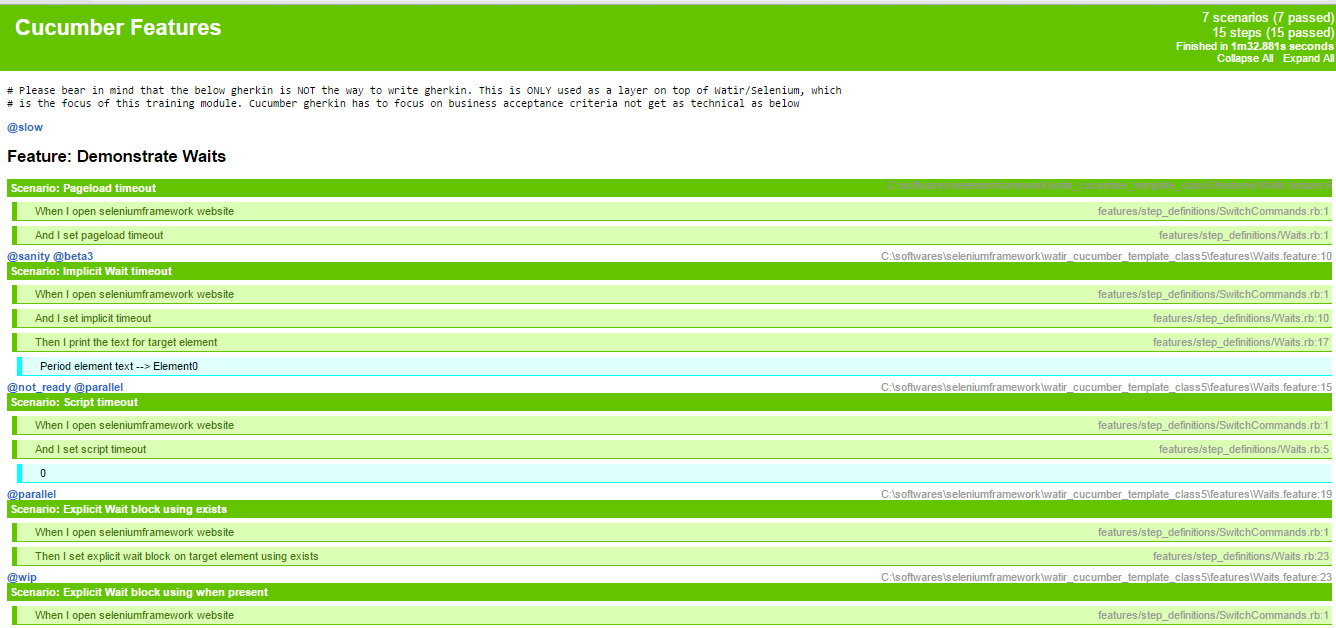 Cucumber Features
7 scenarios (7 passed)
15 steps (15 passed)
Finished in 1m32.881s seconds
Collapse All Expand All
# Please bear in mind that the below gherkin is NOT the way to write gherkin. This is ONLY used as a layer on top of Watir/Selenium, which
# is the focus of this training module. Cucumber gherkin has to focus on business acceptance criteria not get as technical as below
@slow
Feature: Demonstrate Waits
Scenario: Pageload timeout C:\softwares\seleniumframework\watir_cucumber_template_class5\features\Waits.feature:6
When I open seleniumframework website features/step_definitions/SwitchCommands.rb:1
And I set pageload timeout features/step_definitions/Waits.rb:1
@sanity @beta3 C:\softwares\seleniumframework\watir_cucumber_template_class5\features\Waits.feature:10
Scenario: Implicit Wait timeout
When I open seleniumframework website features/step_definitions/SwitchCommands.rb:1
And I set implicit timeout features/step_definitions/Waits.rb:10
Then I print the text for target element features/step_definitions/Waits.rb:17
Period element text --> Element0
@not_ready @parallel C:\softwares\seleniumframework\watir_cucumber_template_class5\features\Waits.feature:15
Scenario: Script timeout
When I open seleniumframework website features/step_definitions/SwitchCommands.rb:1
And I set script timeout features/step_definitions/Waits.rb:5
0
@parallel C:\softwares\seleniumframework\watir_cucumber_template_class5\features\Waits.feature:19
Scenario: Explicit Wait block using exists
When I open seleniumframework website features/step_definitions/SwitchCommands.rb:1
Then I set explicit wait block on target element using exists features/step_definitions/Waits.rb:23
@wip C:\softwares\seleniumframework\watir_cucumber_template_class5\features\Waits.feature:23
Scenario: Explicit Wait block using when present
When I open seleniumframework website features/step_definitions/SwitchCommands.rb:1